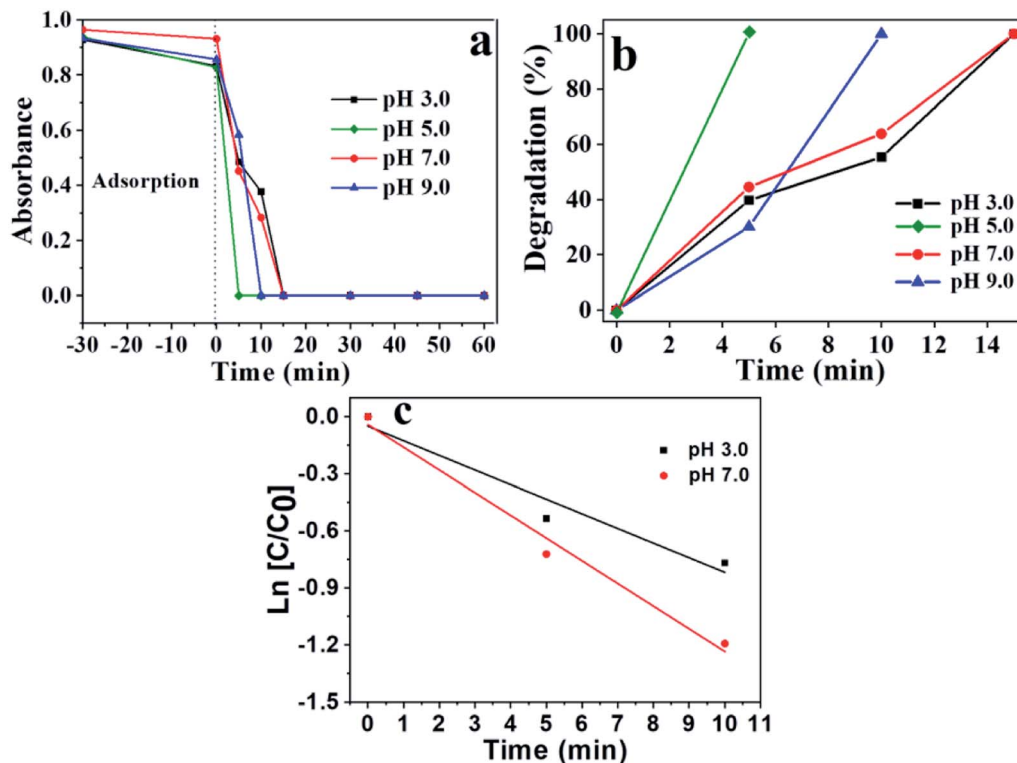 a
Absorbance
1.0
0.8
0.6
0.4
0.2
0.0
Adsorption
pH 3.0
pH 5.0
pH 7.0
pH 9.0
-30 -20 -10 0 10 20 30 40 50 60
Time (min)
b
Degradation (%)
100
80
60
40
20
0
pH 3.0
pH 5.0
pH 7.0
pH 9.0
0 2 4 6 8 10 12 14
Time (min)
c
Ln [C/C0]
0.0
-0.3
-0.6
-0.9
-1.2
-1.5
pH 3.0
pH 7.0
0 1 2 3 4 5 6 7 8 9 10 11
Time (min)